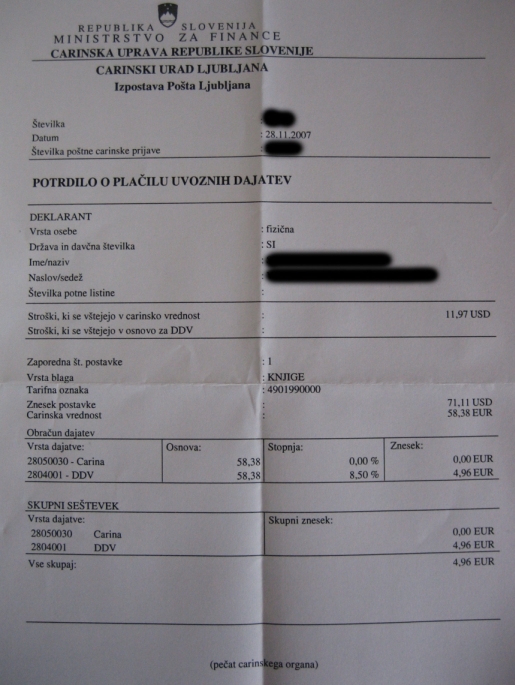 REPUBLIKA SLOVENIJA
MINISTRSTVO ZA FINANCE
CARINSKA UPRAVA REPUBLIKE SLOVENIJE
CARINSKI URAD LJUBLJANA
Izpostava Pošta Ljubljana
Številka :
Datum : 28.11.2007
Številka poštne carinske prijave :
POTRDILO O PLAČILU UVOZNIH DAJATEV
DEKLARANT
Vrsta osebe : fizična
Država in davčna številka : SI
Ime/naziv :
Naslov/sedež :
Številka potne listine :
Stroški, ki se vštejejo v carinsko vrednost : 11,97 USD
Stroški, ki se vštejejo v osnovo za DDV :
Zaporedna št. postavke : 1
Vrsta blaga : KNJIGE
Tarifna oznaka : 4901990000
Znesek postavke : 71,11 USD
Carinska vrednost : 58,38 EUR
Obračun dajatev
Vrsta dajatve: Osnova: Stopnja: Znesek:
28050030 - Carina 58,38 0,00 % 0,00 EUR
2804001 - DDV 58,38 8,50 % 4,96 EUR
SKUPNI SEŠTEVEK
Vrsta dajatve: Skupni znesek:
28050030 Carina 0,00 EUR
2804001 DDV 4,96 EUR
Vse skupaj: 4,96 EUR
(pečat carinskega organa)